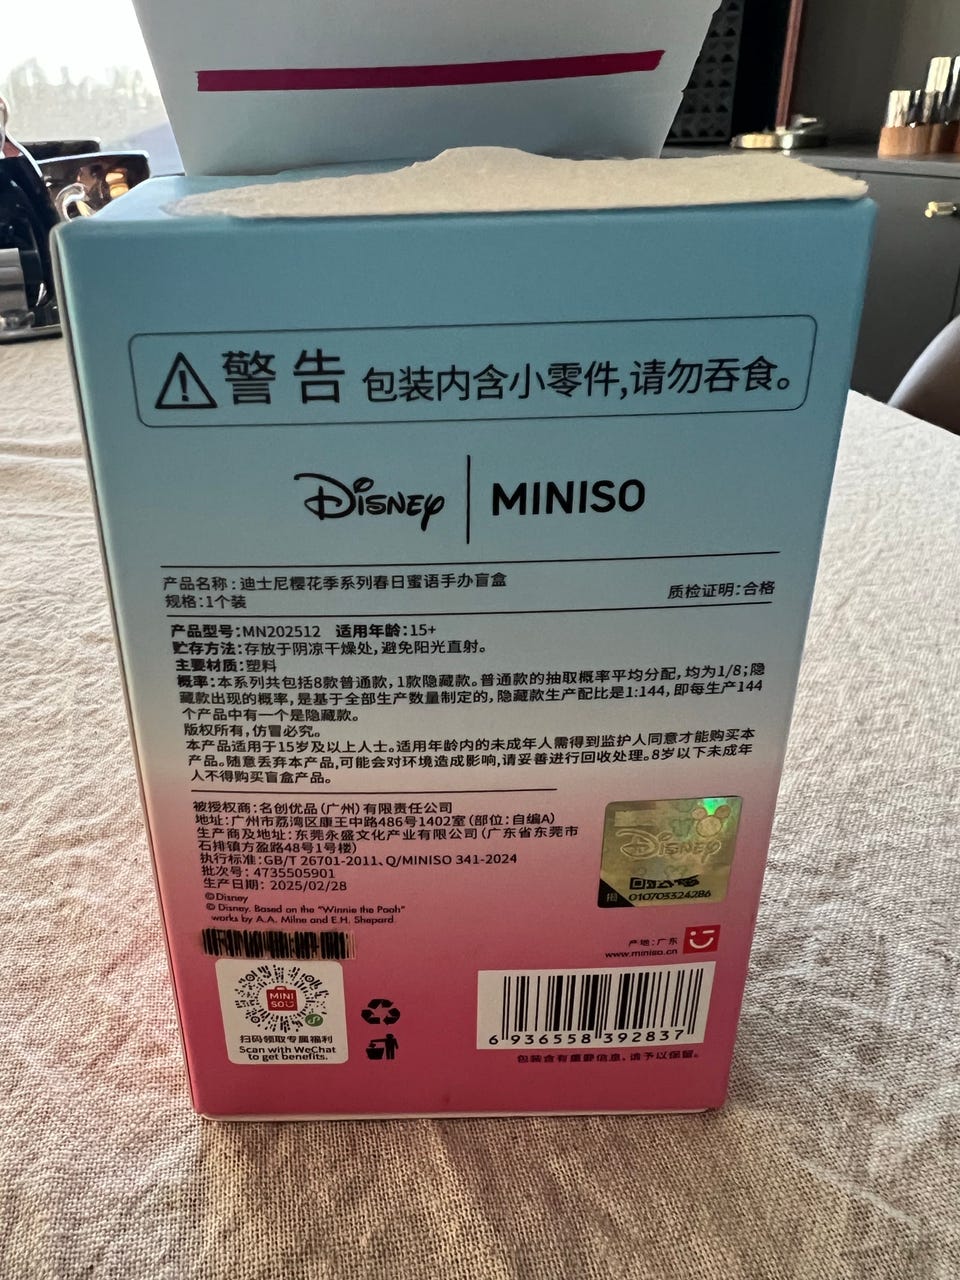 警告 包装内含小零件,请勿吞食。
Disney | MINISO
产品名称：迪士尼樱花季系列春日蜜语手办盲盒
规格：1个装
质检证明：合格
产品型号：MN202512 适用年龄：15+
贮存方法：存放于阴凉干燥处,避免阳光直射。
主要材质：塑料
概率：本系列共包括8款普通款，1款隐藏款。普通款的抽取概率平均分配，均为1/8；隐
藏款出现的概率，是基于全部生产数量制定的，隐藏款生产配比是1:144，即每生产144
个产品中有一个是隐藏款。
版权所有，仿冒必究。
本产品适用于15岁及以上人士。适用年龄内的未成年人需得到监护人同意才能购买本
产品。随意丢弃本产品,可能会对环境造成影响,请妥善进行回收处理。8岁以下未成年
人不得购买盲盒产品。
被授权商：名创优品（广州）有限责任公司
地址：广州市荔湾区康王中路486号1402室（部位：自编A）
生产商及地址：东莞永盛文化产业有限公司（广东省东莞市
石排镇方盈路48号1号楼）
执行标准：GB/T 26701-2011、Q/MINISO 341-2024
批次号：4735505901
生产日期：2025/02/28
©Disney
© Disney. Based on the "Winnie the Pooh"
works by A.A. Milne and E.H. Shepard
Disney
010703324286
产地：广东
www.miniso.cn
MINI
SO
扫码领取专属福利
Scan with WeChat
to get benefits.
6 936558 392837
包装含有重要信息，请予以保留。